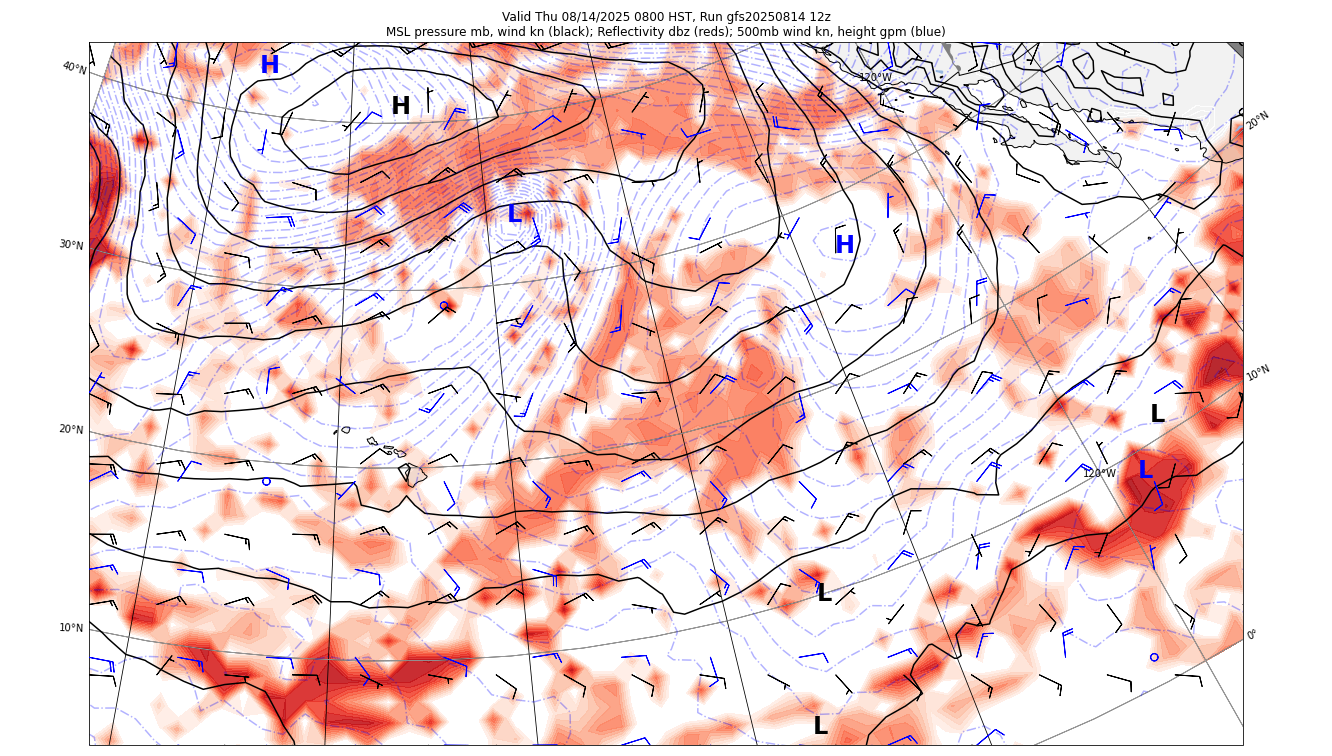 Valid Thu 08/14/2025 0800 HST, Run gfs20250814 12z
MSL pressure mb, wind kn (black); Reflectivity dbz (reds); 500mb wind kn, height gpm (blue)
H
40°N
120°W
H
20°N
L
H
30°N
10°N
L
20°N
L
120°W
L
10°N
0°
L